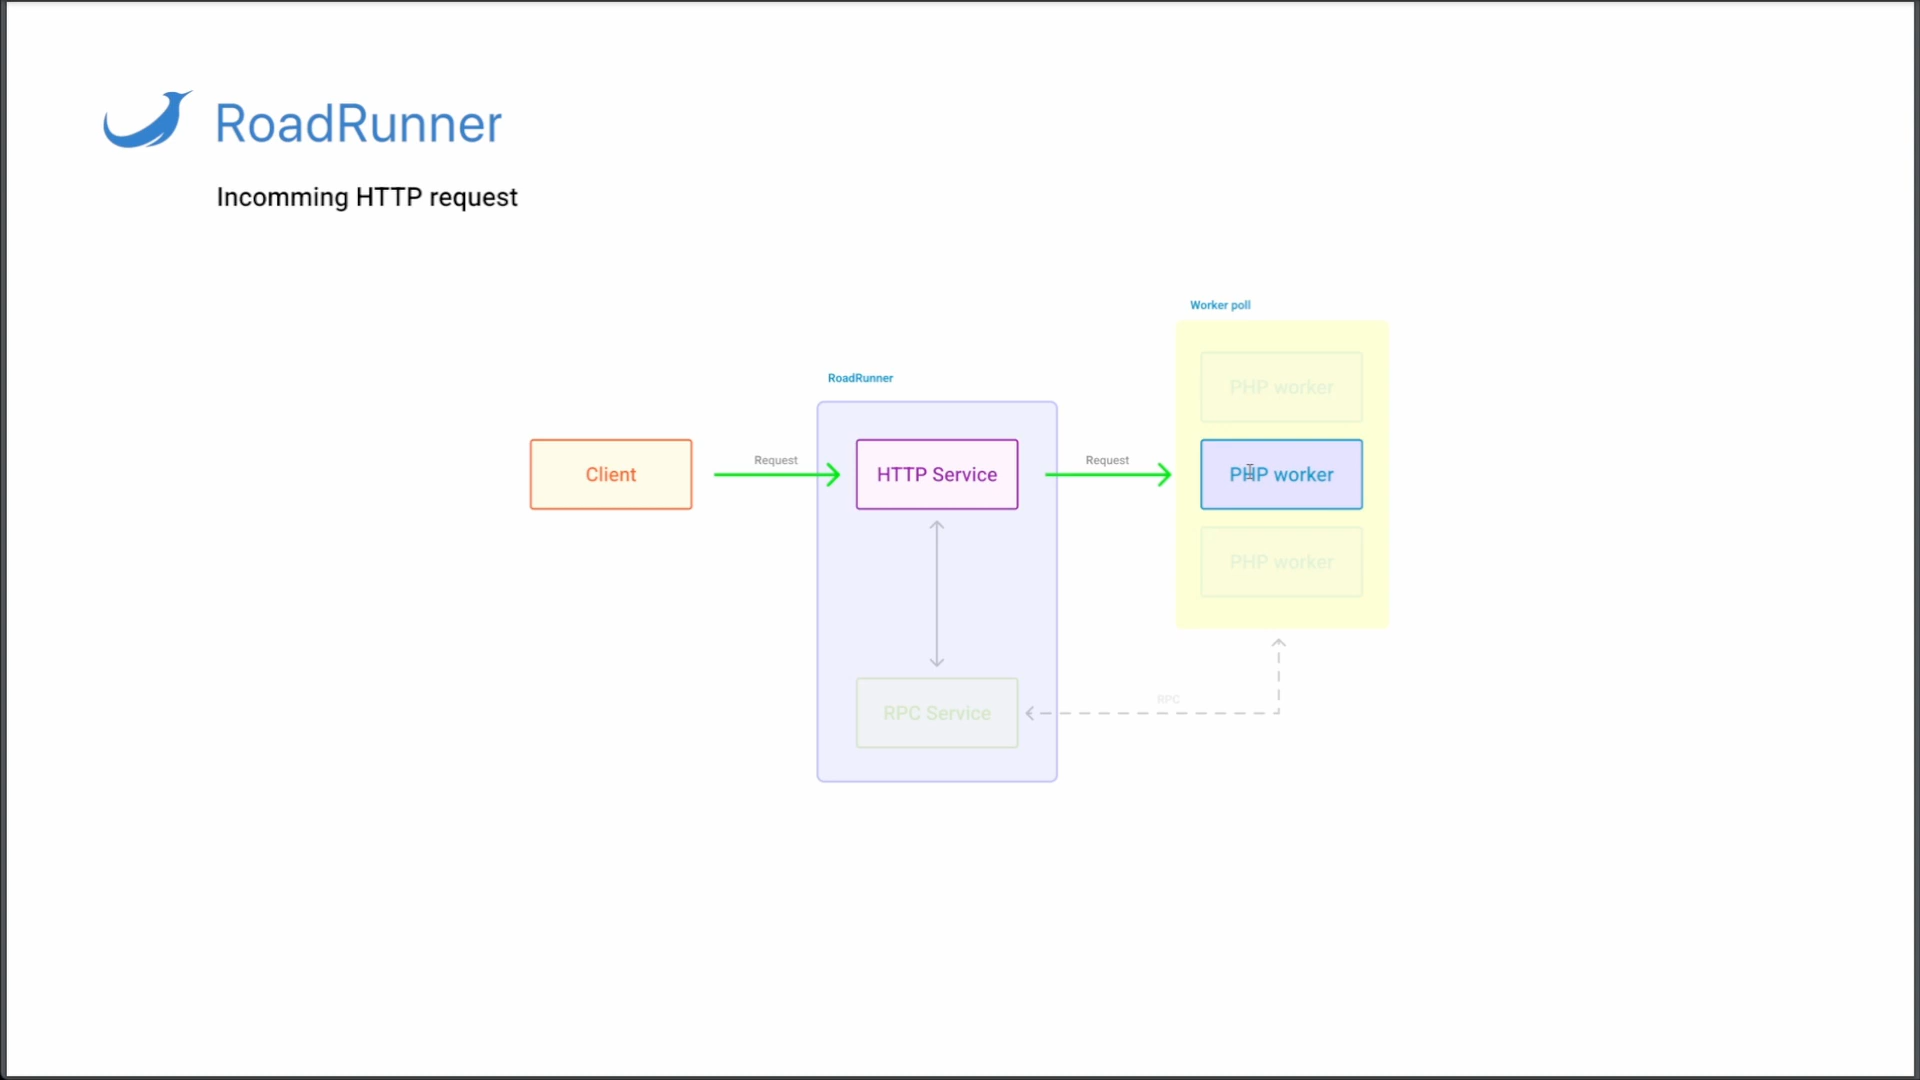 RoadRunner
Incomming HTTP request
Worker poll
PHP worker
RoadRunner
Client
Request
HTTP Service
Request
PHP worker
PHP worker
RPC
RPC Service